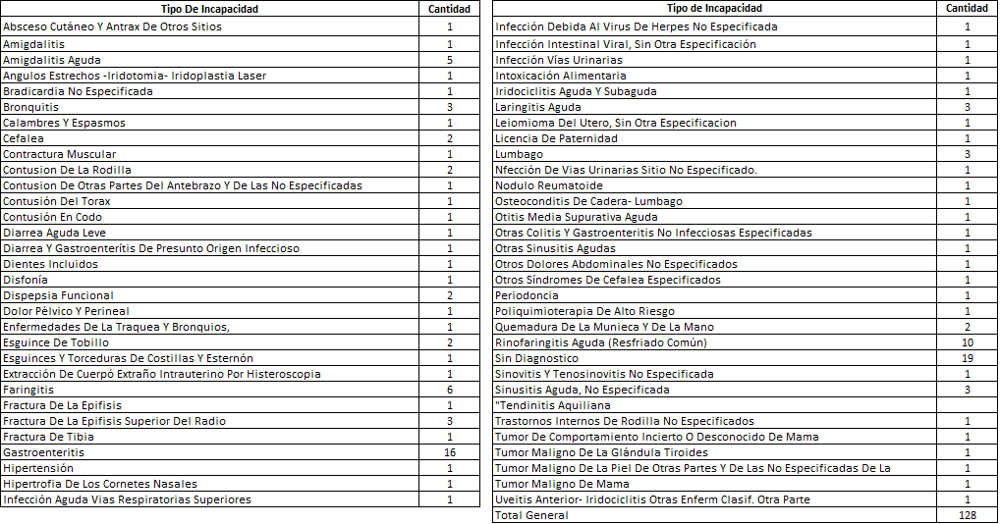 Tipo De Incapacidad Cantidad
Absceso Cutáneo Y Antrax De Otros Sitios 1
Amigdalitis 1
Amigdalitis Aguda 5
Angulos Estrechos -Iridotomia- Iridoplastia Laser 1
Bradicardia No Especificada 1
Bronquitis 3
Calambres Y Espasmos 1
Cefalea 2
Contractura Muscular 1
Contusion De La Rodilla 2
Contusion De Otras Partes Del Antebrazo Y De Las No Especificadas 1
Contusión Del Torax 1
Contusión En Codo 1
Diarrea Aguda Leve 1
Diarrea Y Gastroenterítis De Presunto Origen Infeccioso 1
Dientes Incluidos 1
Disfonía 1
Dispepsia Funcional 2
Dolor Pélvico Y Perineal 1
Enfermedades De La Traquea Y Bronquios, 1
Esguince De Tobillo 2
Esguinces Y Torceduras De Costillas Y Esternón 1
Extracción De Cuerpó Extraño Intrauterino Por Histeroscopia 1
Faringitis 6
Fractura De La Epifisis 1
Fractura De La Epifisis Superior Del Radio 3
Fractura De Tibia 1
Gastroenteritis 16
Hipertensión 1
Hipertrofia De Los Cornetes Nasales 1
Infección Aguda Vias Respiratorias Superiores 1
Tipo de Incapacidad Cantidad
Infección Debida Al Virus De Herpes No Especificada 1
Infección Intestinal Viral, Sin Otra Especificación 1
Infección Vías Urinarias 1
Intoxicación Alimentaria 1
Iridociclitis Aguda Y Subaguda 1
Laringitis Aguda 3
Leiomioma Del Utero, Sin Otra Especificacion 1
Licencia De Paternidad 1
Lumbago 3
Nfección De Vias Urinarias Sitio No Especificado. 1
Nodulo Reumatoide 1
Osteoconditis De Cadera- Lumbago 1
Otitis Media Supurativa Aguda 1
Otras Colitis Y Gastroenteritis No Infecciosas Especificadas 1
Otras Sinusitis Agudas 1
Otros Dolores Abdominales No Especificados 1
Otros Síndromes De Cefalea Especificados 1
Periodoncia 1
Poliquimioterapia De Alto Riesgo 1
Quemadura De La Munieca Y De La Mano 2
Rinofaringitis Aguda (Resfriado Común) 10
Sin Diagnostico 19
Sinovitis Y Tenosinovitis No Especificada 1
Sinusitis Aguda, No Especificada 3
"Tendinitis Aquiliana
Trastornos Internos De Rodilla No Especificados 1
Tumor De Comportamiento Incierto O Desconocido De Mama 1
Tumor Maligno De La Glándula Tiroides 1
Tumor Maligno De La Piel De Otras Partes Y De Las No Especificadas De La 1
Tumor Maligno De Mama 1
Uveitis Anterior- Iridociclitis Otras Enferm Clasif. Otra Parte 1
Total General 128